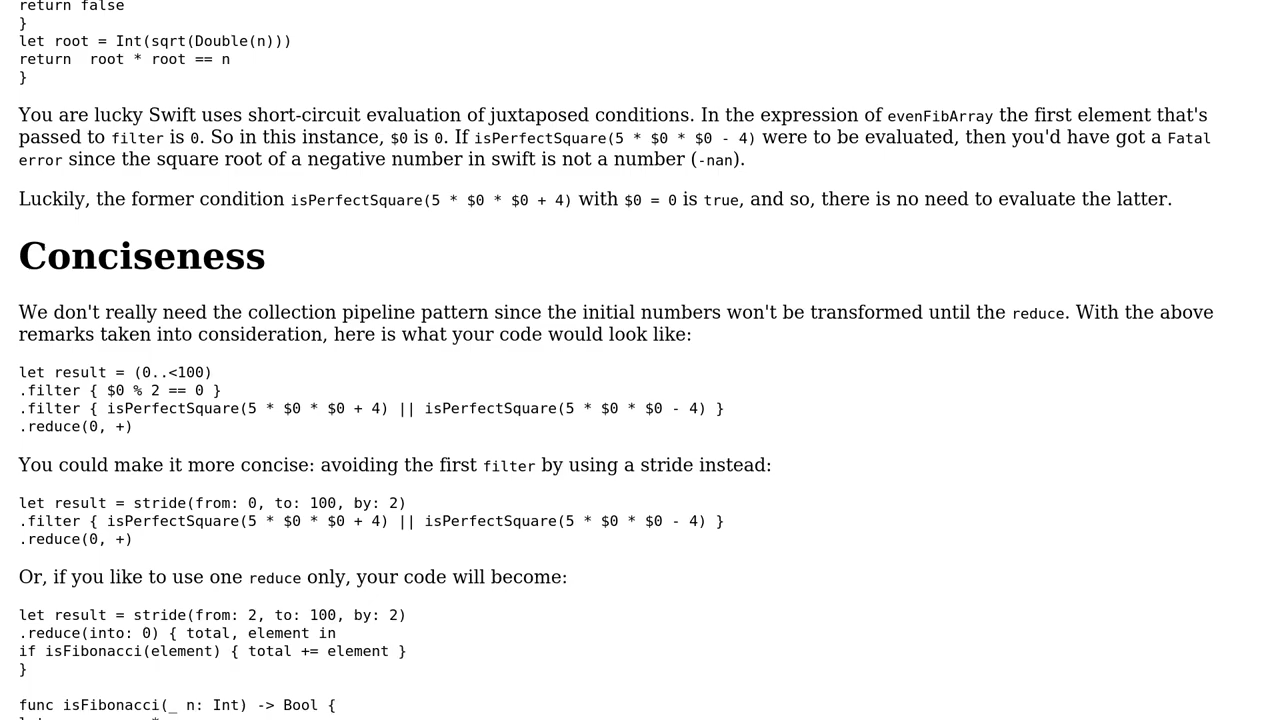 return false
}
let root = Int(sqrt(Double(n)))
return  root * root == n
}
You are lucky Swift uses short-circuit evaluation of juxtaposed conditions. In the expression of evenFibArray the first element that's
passed to filter is 0. So in this instance, $0 is 0. If isPerfectSquare(5 * $0 * $0 - 4) were to be evaluated, then you'd have got a Fatal
error since the square root of a negative number in swift is not a number (-nan).
Luckily, the former condition isPerfectSquare(5 * $0 * $0 + 4) with $0 = 0 is true, and so, there is no need to evaluate the latter.
Conciseness
We don't really need the collection pipeline pattern since the initial numbers won't be transformed until the reduce. With the above
remarks taken into consideration, here is what your code would look like:
let result = (0..<100)
.filter { $0 % 2 == 0 }
.filter { isPerfectSquare(5 * $0 * $0 + 4) || isPerfectSquare(5 * $0 * $0 - 4) }
.reduce(0, +)
You could make it more concise: avoiding the first filter by using a stride instead:
let result = stride(from: 0, to: 100, by: 2)
.filter { isPerfectSquare(5 * $0 * $0 + 4) || isPerfectSquare(5 * $0 * $0 - 4) }
.reduce(0, +)
Or, if you like to use one reduce only, your code will become:
let result = stride(from: 2, to: 100, by: 2)
.reduce(into: 0) { total, element in
if isFibonacci(element) { total += element }
}
func isFibonacci(_ n: Int) -> Bool {